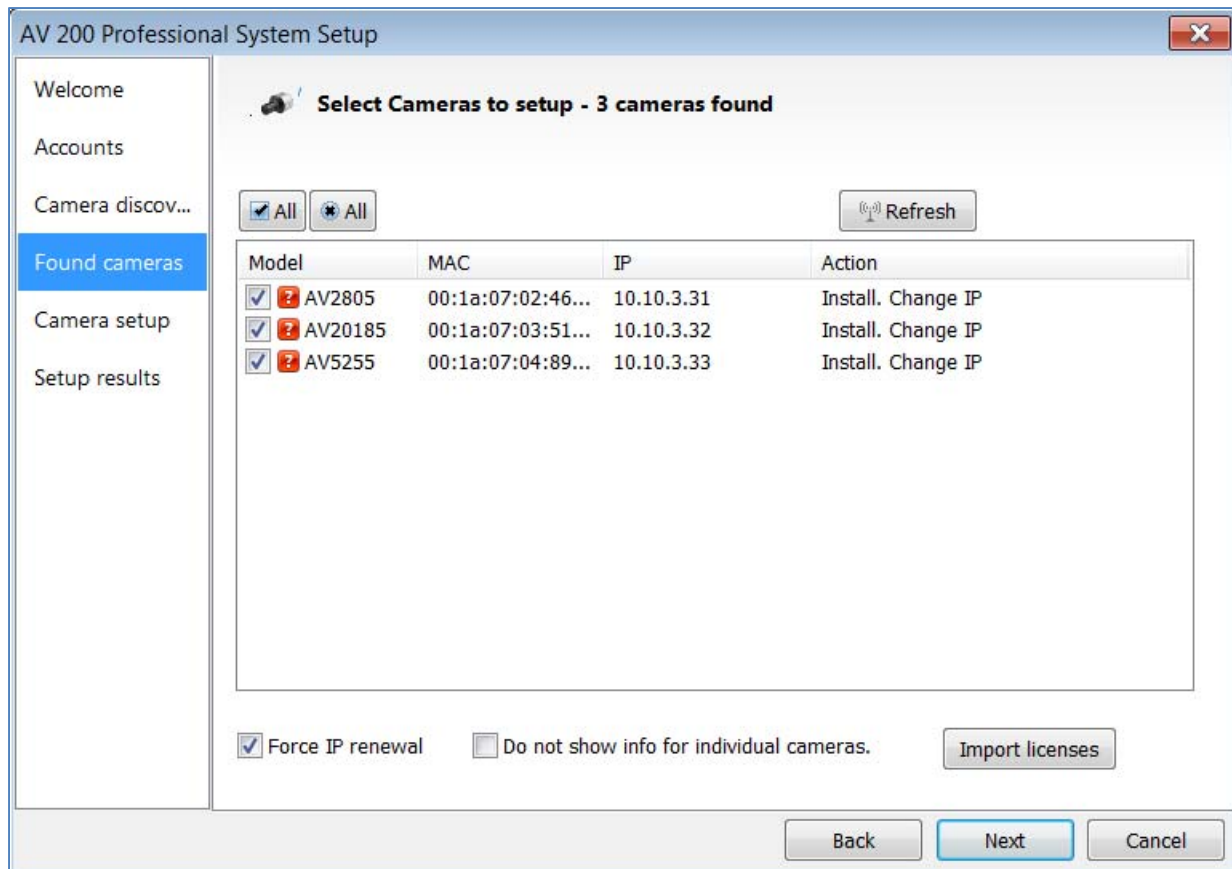 AV 200 Professional System Setup
Welcome
Accounts
Camera discov...
Found cameras
Camera setup
Setup results
Select Cameras to setup - 3 cameras found
All All Refresh
Model MAC IP Action
AV2805 00:1a:07:02:46... 10.10.3.31 Install. Change IP
AV20185 00:1a:07:03:51... 10.10.3.32 Install. Change IP
AV5255 00:1a:07:04:89... 10.10.3.33 Install. Change IP
Force IP renewal Do not show info for individual cameras. Import licenses
Back Next Cancel